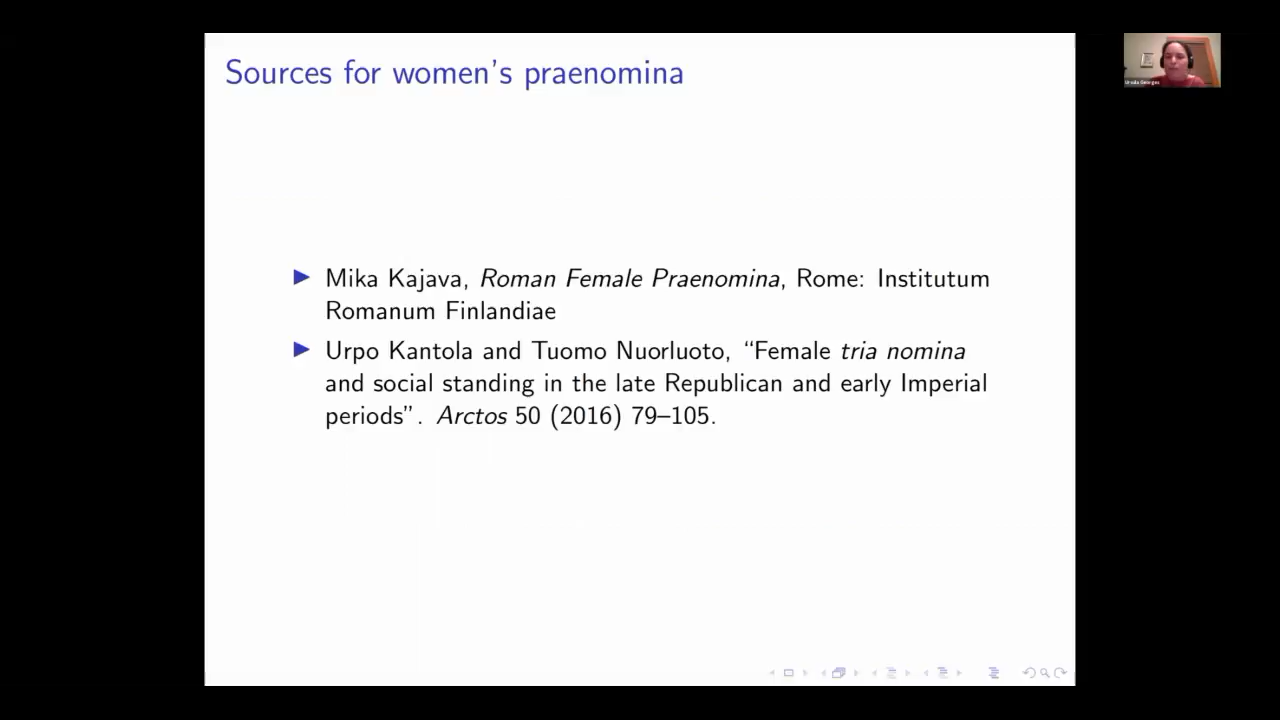 Sources for women's praenomina
▶ Mika Kajava, Roman Female Praenomina, Rome: Institutum
Romanum Finlandiae
▶ Urpo Kantola and Tuomo Nuorluoto, “Female tria nomina
and social standing in the late Republican and early Imperial
periods”. Arctos 50 (2016) 79–105.